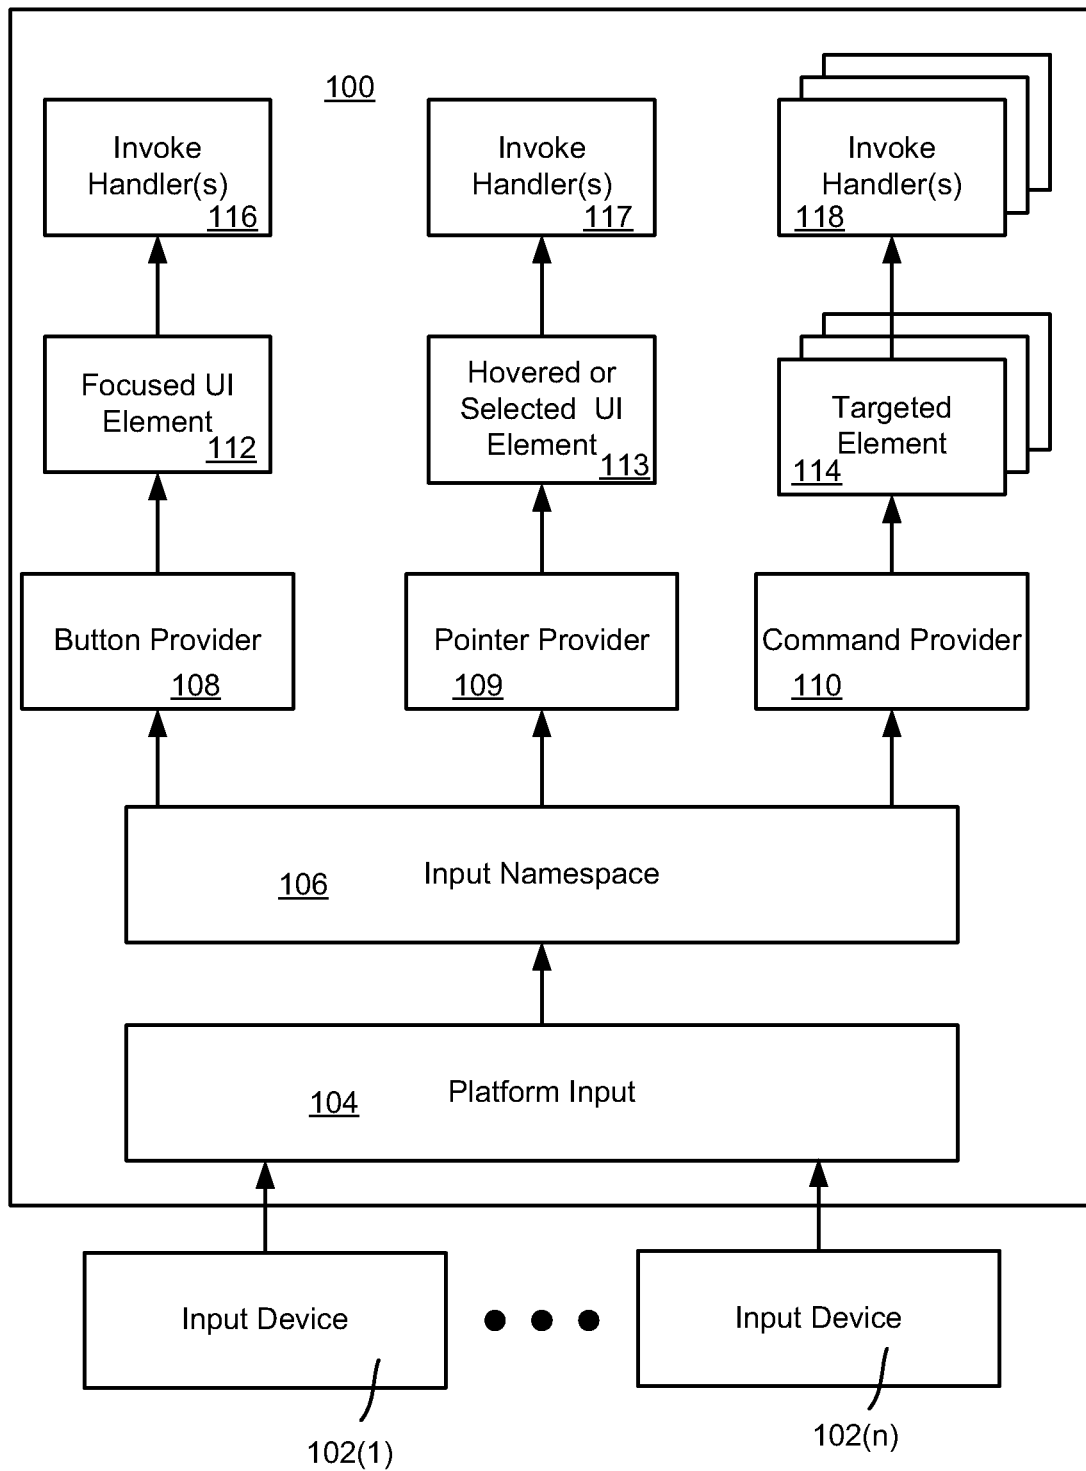 100
Invoke
Handler(s)
116
Invoke
Handler(s)
117
Invoke
Handler(s)
118
Focused UI
Element
112
Hovered or
Selected UI
Element
113
Targeted
Element
114
Button Provider
108
Pointer Provider
109
Command Provider
110
Input Namespace
106
Platform Input
104
Input Device
102(1)
Input Device
102(n)